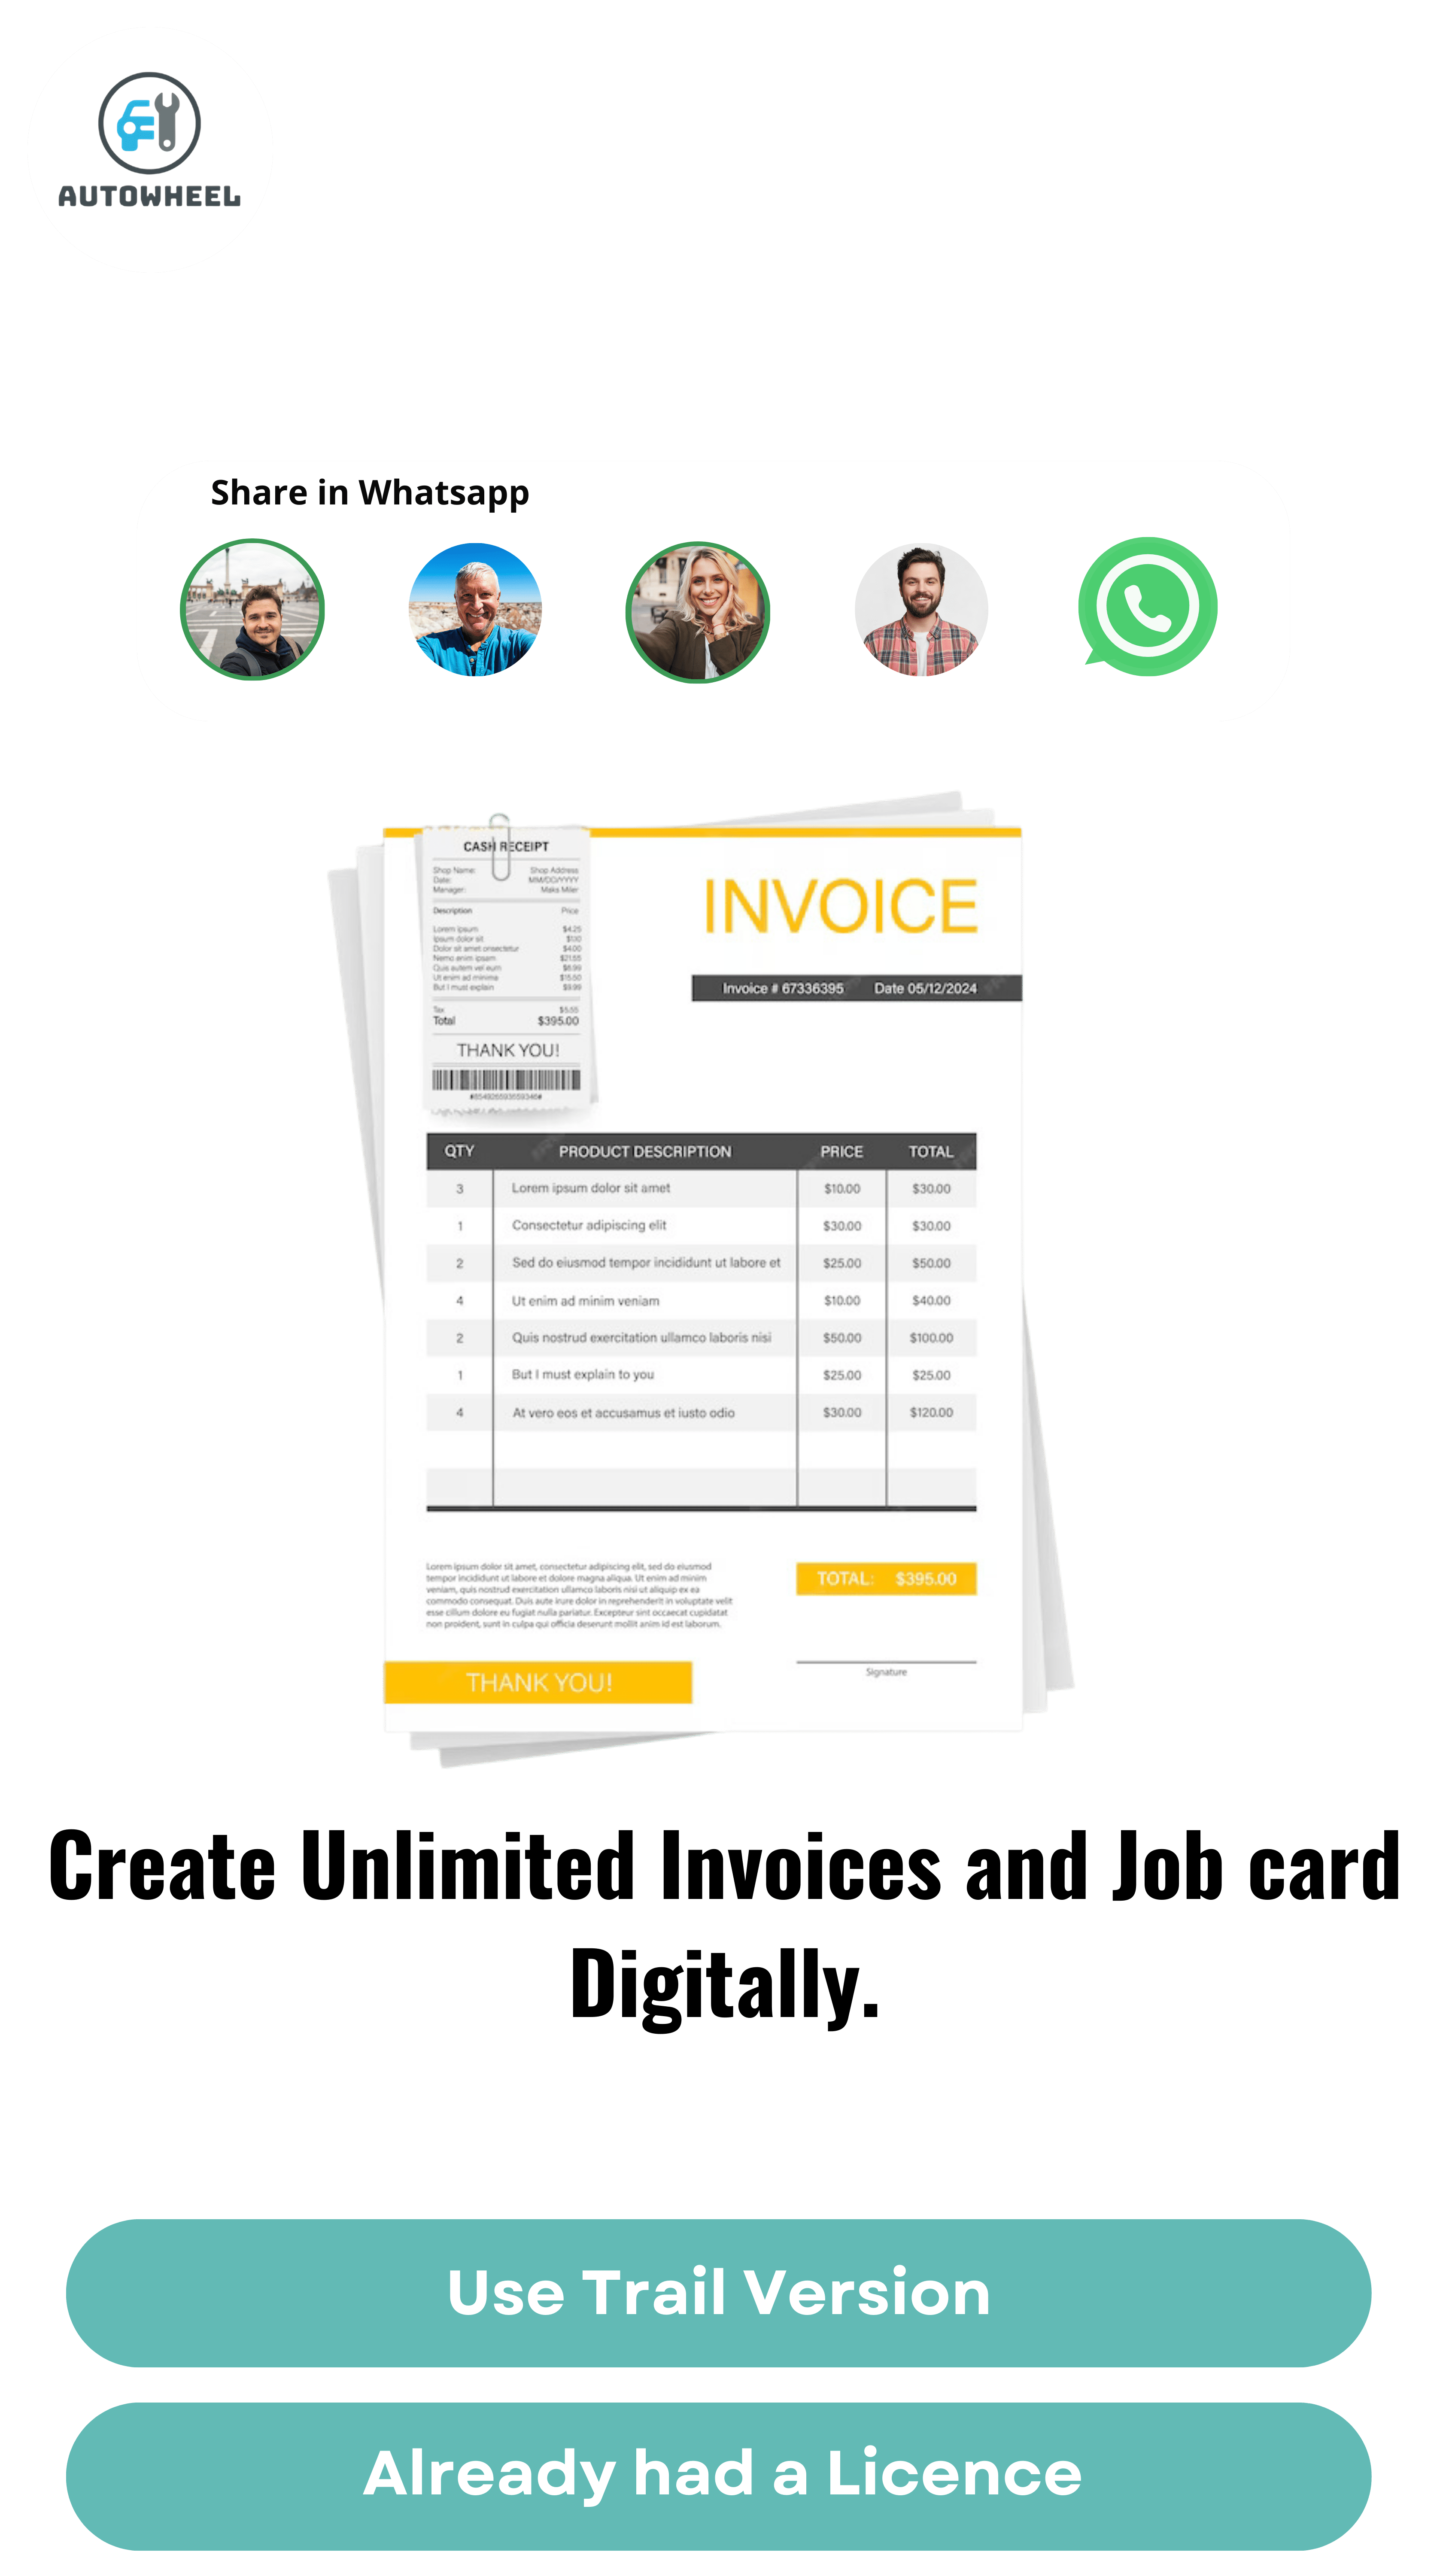 AUTOWHEEL
Share in Whatsapp
CASH RECEIPT
Shop Name: Shop Address
Date: MM/DD/YYYY
Manager: Maks Miler
Description Price
Lorem ipsum $4.25
Ipsum dolor sit
Dolor sit amet onsectetur $4.00
Nemo enim ipsam $21.55
Quis autem vel eum $6.99
Ut enim ad minima $15.50
But I must explain $9.99
Tax $5.55
Total $395.00
THANK YOU!
INVOICE
Invoice # 67336395 Date 05/12/2024
QTY PRODUCT DESCRIPTION PRICE TOTAL
3 Lorem ipsum dolor sit amet $10.00 $30.00
1 Consectetur adipiscing elit $30.00 $30.00
2 Sed do eiusmod tempor incididunt ut labore et $25.00 $50.00
4 Ut enim ad minim veniam $10.00 $40.00
2 Quis nostrud exercitation ullamco laboris nisi $50.00 $100.00
1 But I must explain to you $25.00 $25.00
4 At vero eos et accusamus et iusto odio $30.00 $120.00
Lorem ipsum dolor sit amet, consectetur adipiscing elit, sed do eiusmod
tempor incididunt ut labore et dolore magna aliqua. Ut enim ad minim
veniam, quis nostrud exercitation ullamco laboris nisi ut aliquip ex ea
commodo consequat. Duis aute irure dolor in reprehenderit in voluptate velit
esse cillum dolore eu fugiat nulla pariatur. Excepteur sint occaecat cupidatat
non proident, sunt in culpa qui officia deserunt mollit anim id est laborum.
TOTAL: $395.00
Signature
THANK YOU!
Create Unlimited Invoices and Job card
Digitally.
Use Trail Version
Already had a Licence